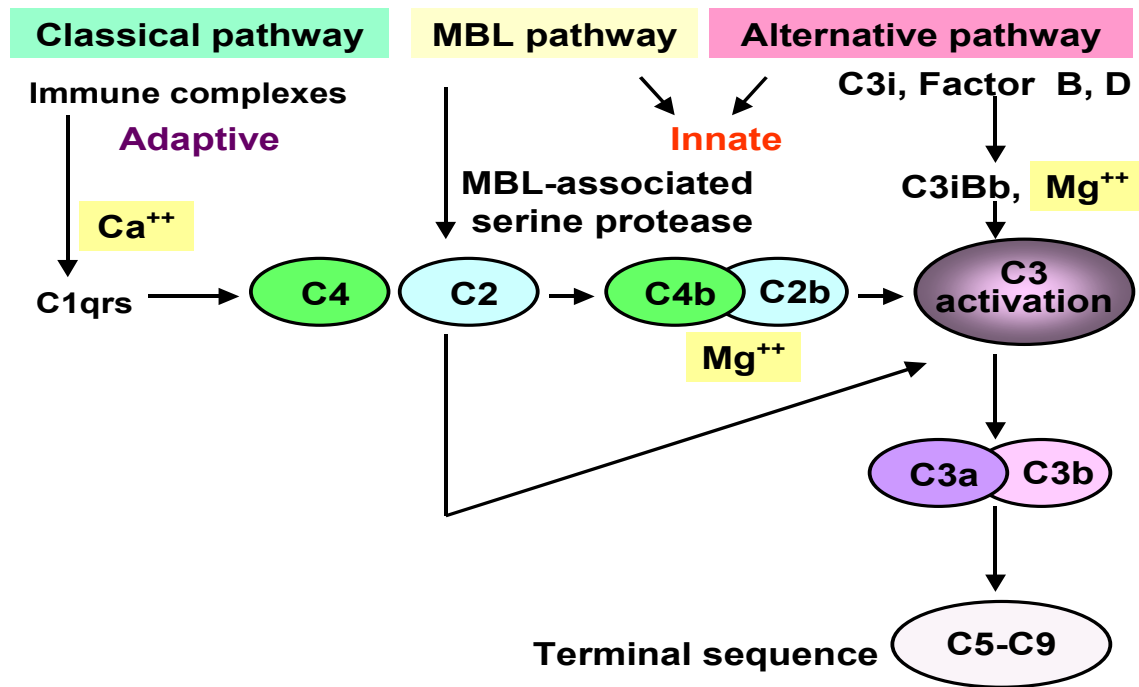 Classical pathway
MBL pathway
Alternative pathway
Immune complexes
Adaptive
Innate
C3i, Factor B, D
MBL-associated
serine protease
C3iBb,
Mg++
Ca++
C1qrs
C4
C2
C4b
C2b
C3
activation
Mg++
C3a
C3b
Terminal sequence
C5-C9